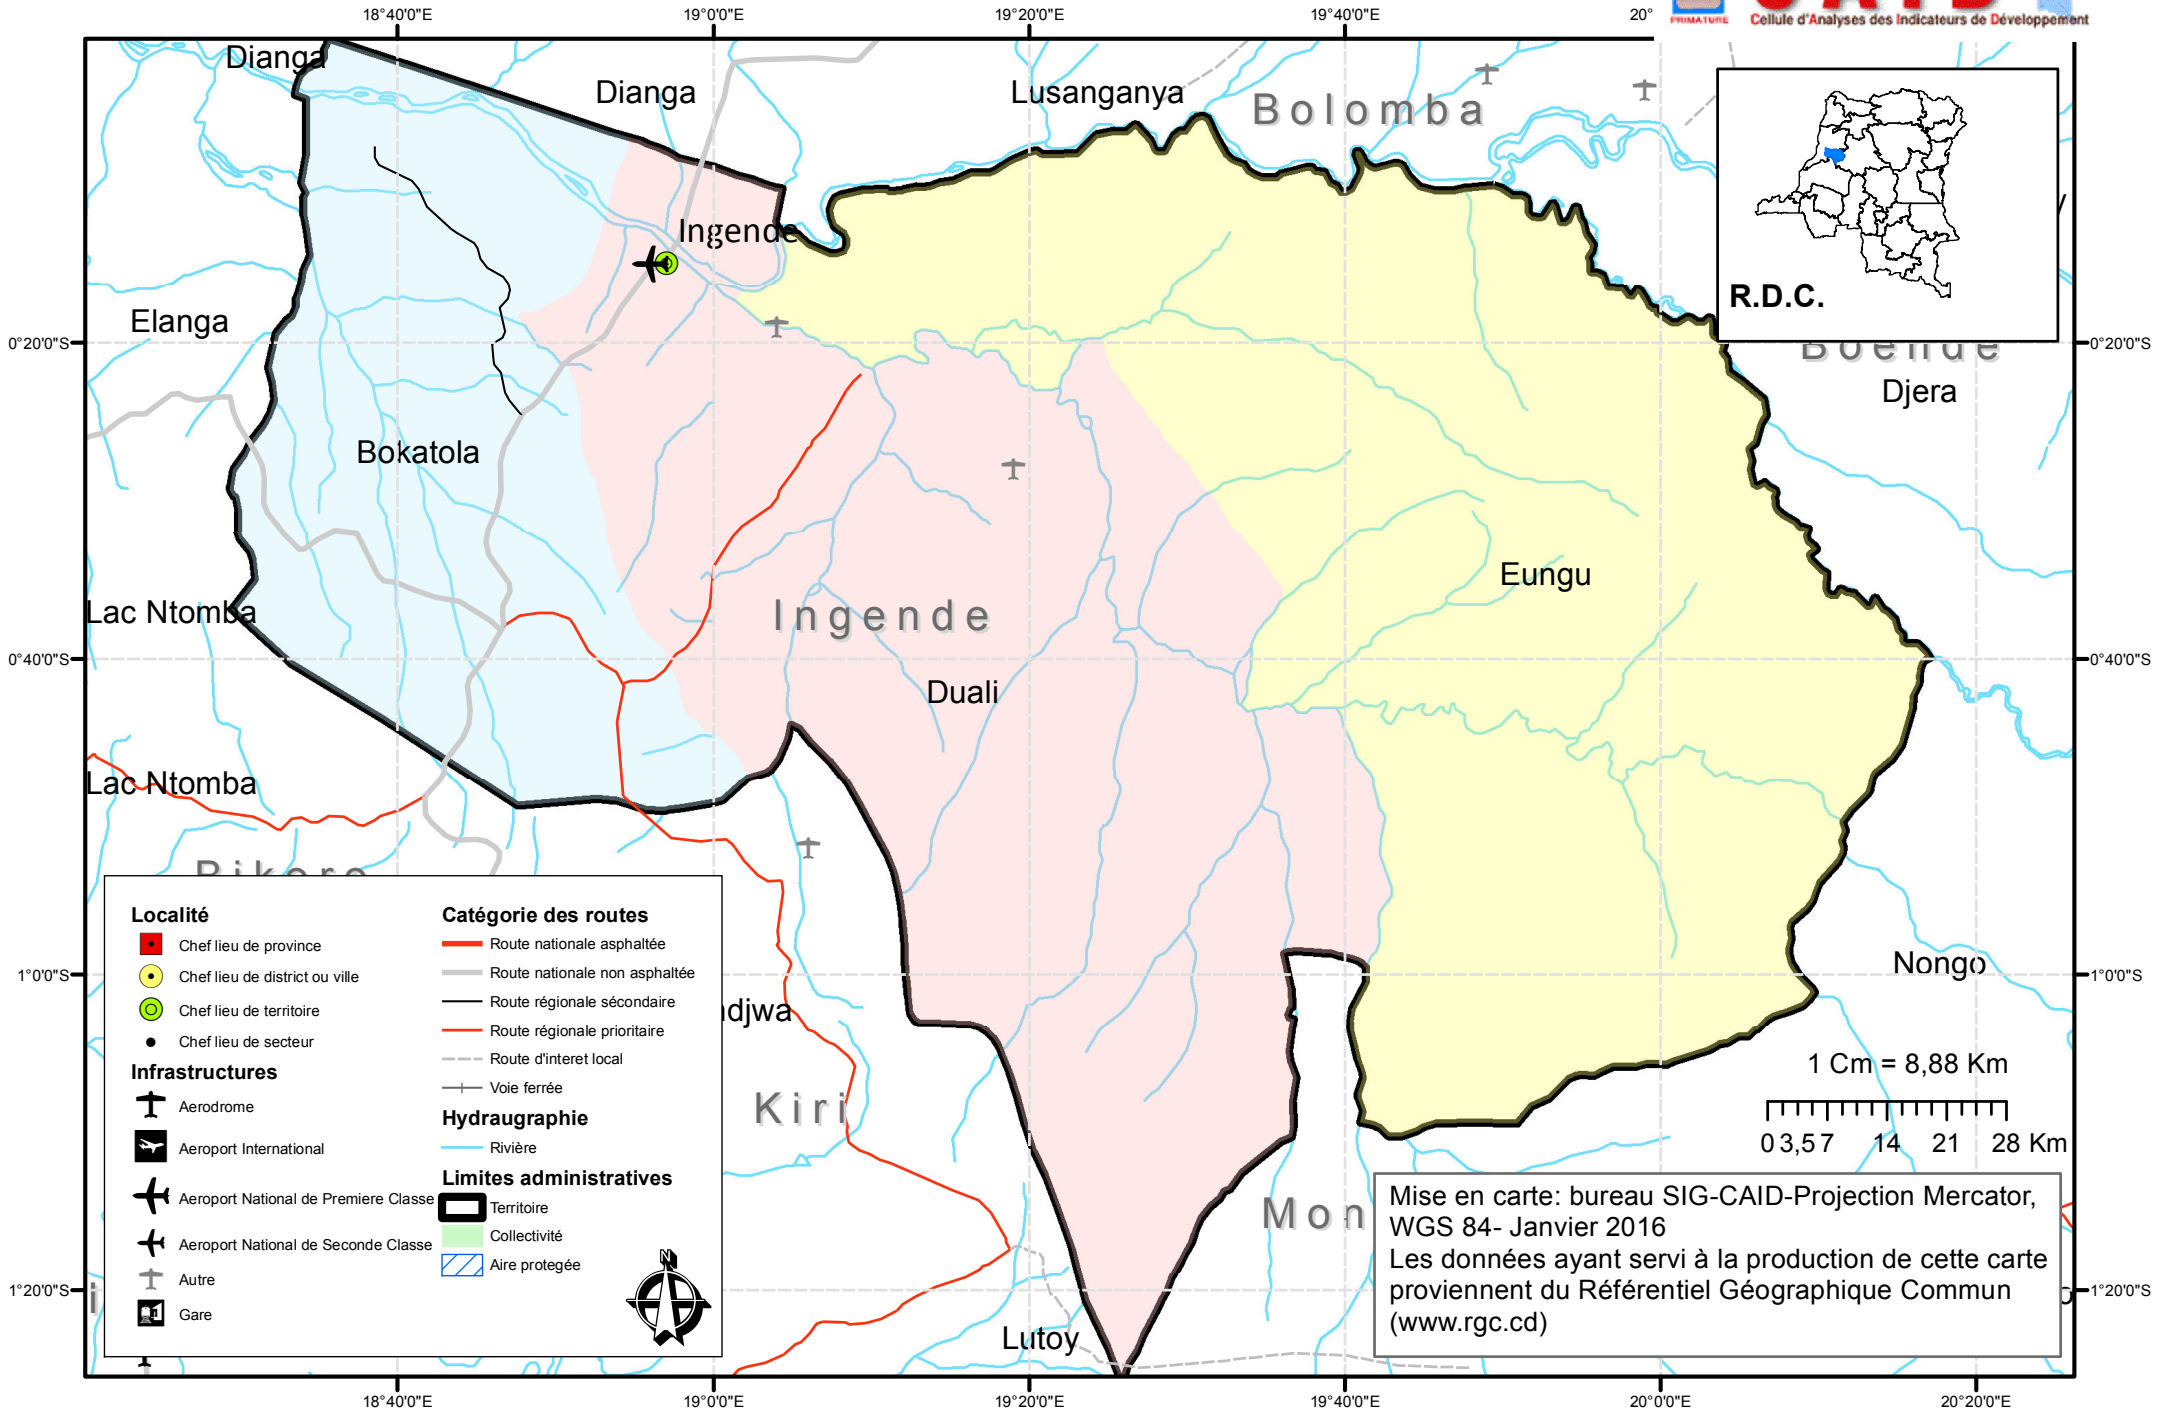 18°40'0"E
19°0'0"E
19°20'0"E
19°40'0"E
20°
PRIMATURE
Cellule d'Analyses des Indicateurs de Développement
Dianga
Dianga
Lusanganya
Bolomba
R.D.C.
Ingende
Elanga
0°20'0"S
0°20'0"S
Boende
Djera
Bokatola
Eungu
Lac Ntomba
Ingende
0°40'0"S
0°40'0"S
Duali
Lac Ntomba
Bikoro
Nongo
1°0'0"S
1°0'0"S
Localité
Chef lieu de province
Chef lieu de district ou ville
Chef lieu de territoire
Chef lieu de secteur
Infrastructures
Aerodrome
Aeroport International
Aeroport National de Premiere Classe
Aeroport National de Seconde Classe
Autre
Gare
Catégorie des routes
Route nationale asphaltée
Route nationale non asphaltée
Route régionale sécondaire
Route régionale prioritaire
Route d'interet local
Voie ferrée
Hydraugraphie
Rivière
Limites administratives
Territoire
Collectivité
Aire protegée
N
djwa
Kiri
1 Cm = 8,88 Km
0 3,5 7 14 21 28 Km
Mon
Mise en carte: bureau SIG-CAID-Projection Mercator,
WGS 84- Janvier 2016
Les données ayant servi à la production de cette carte
proviennent du Référentiel Géographique Commun
(www.rgc.cd)
1°20'0"S
1°20'0"S
Lutoy
18°40'0"E
19°0'0"E
19°20'0"E
19°40'0"E
20°0'0"E
20°20'0"E